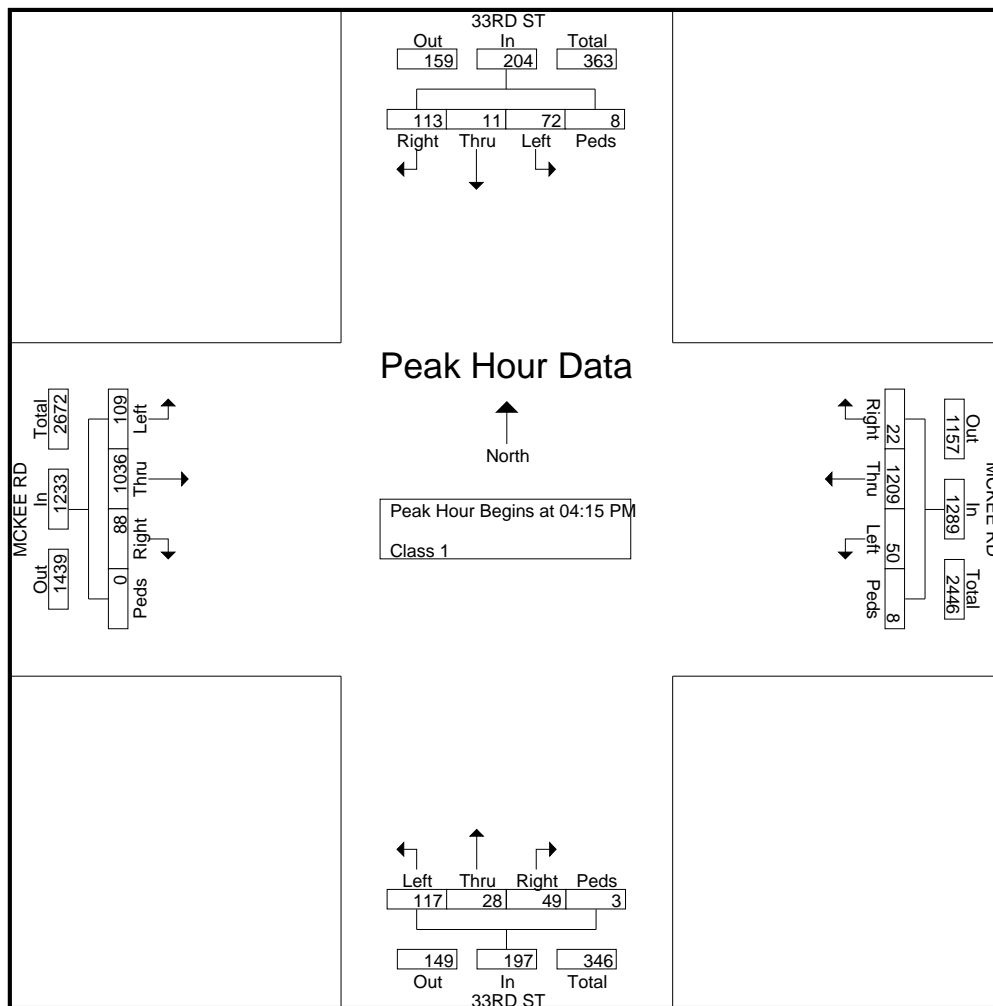 33RD ST
Out In Total
159 204 363
113 11 72 8
Right Thru Left Peds
Peak Hour Data
North
Peak Hour Begins at 04:15 PM
Class 1
MCKEE RD
Total In Out
2672 1233 1439
109 1036 88 0
Left Thru Right Peds
Right Thru Left Peds
22 1209 50 8
Out In Total
1157 1289 2446
MCKEE RD
Left Thru Right Peds
117 28 49 3
149 197 346
Out In Total
33RD ST